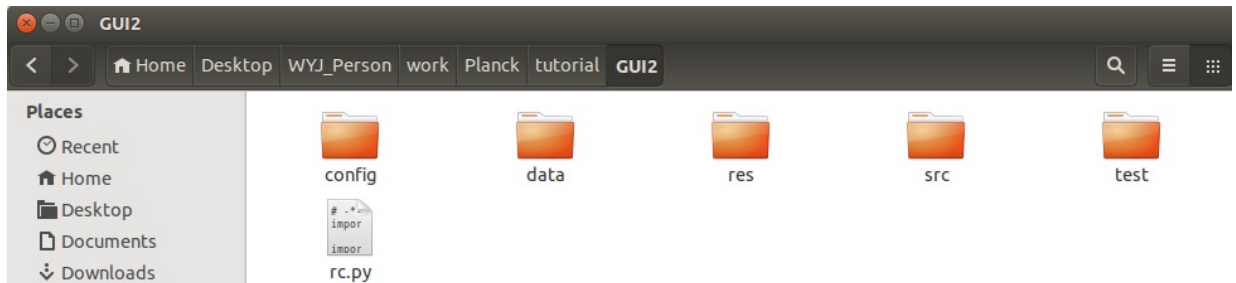 GUI2
Home Desktop WYJ_Person work Planck tutorial GUI2
Places
Recent
Home
Desktop
Documents
Downloads
config data res src test
# -*-
impor
impor
rc.py